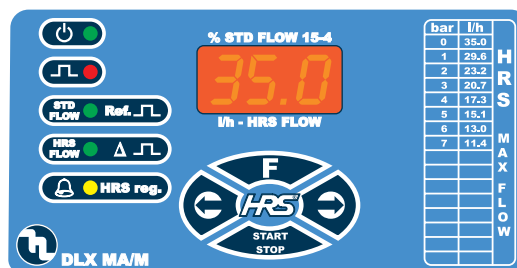 % STD FLOW 15-4
35.0
l/h - HRS FLOW
STD FLOW Ref.
HRS FLOW Δ
HRS reg.
F
HRS
START
STOP
DLX MA/M
bar l/h
0 35.0
1 29.6
2 23.2
3 20.7
4 17.3
5 15.1
6 13.0
7 11.4
HRS MAX FLOW